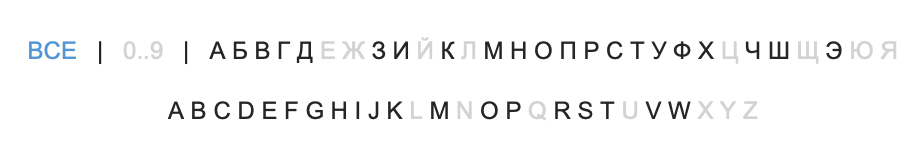 ВСЕ | 0..9 | А Б В Г Д Е Ж З И Й К Л М Н О П Р С Т У Ф Х Ц Ч Ш Щ Э Ю Я
A B C D E F G H I J K L M N O P Q R S T U V W X Y Z